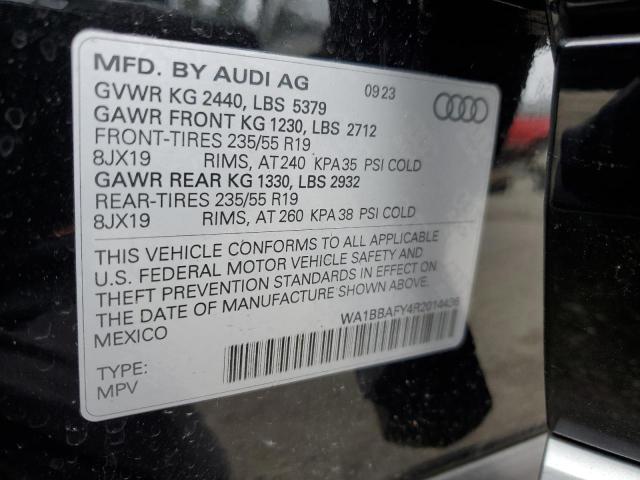 MFD. BY AUDI AG 09 23
GVWR KG 2440, LBS 5379
GAWR FRONT KG 1230, LBS 2712
FRONT-TIRES 235/55 R19
8JX19 RIMS, AT 240 KPA 35 PSI COLD
GAWR REAR KG 1330, LBS 2932
REAR-TIRES 235/55 R19
8JX19 RIMS, AT 260 KPA 38 PSI COLD
THIS VEHICLE CONFORMS TO ALL APPLICABLE
U.S. FEDERAL MOTOR VEHICLE SAFETY AND
THEFT PREVENTION STANDARDS IN EFFECT ON
THE DATE OF MANUFACTURE SHOWN ABOVE.
MEXICO
WA1BBAFY4R2014436
TYPE:
MPV